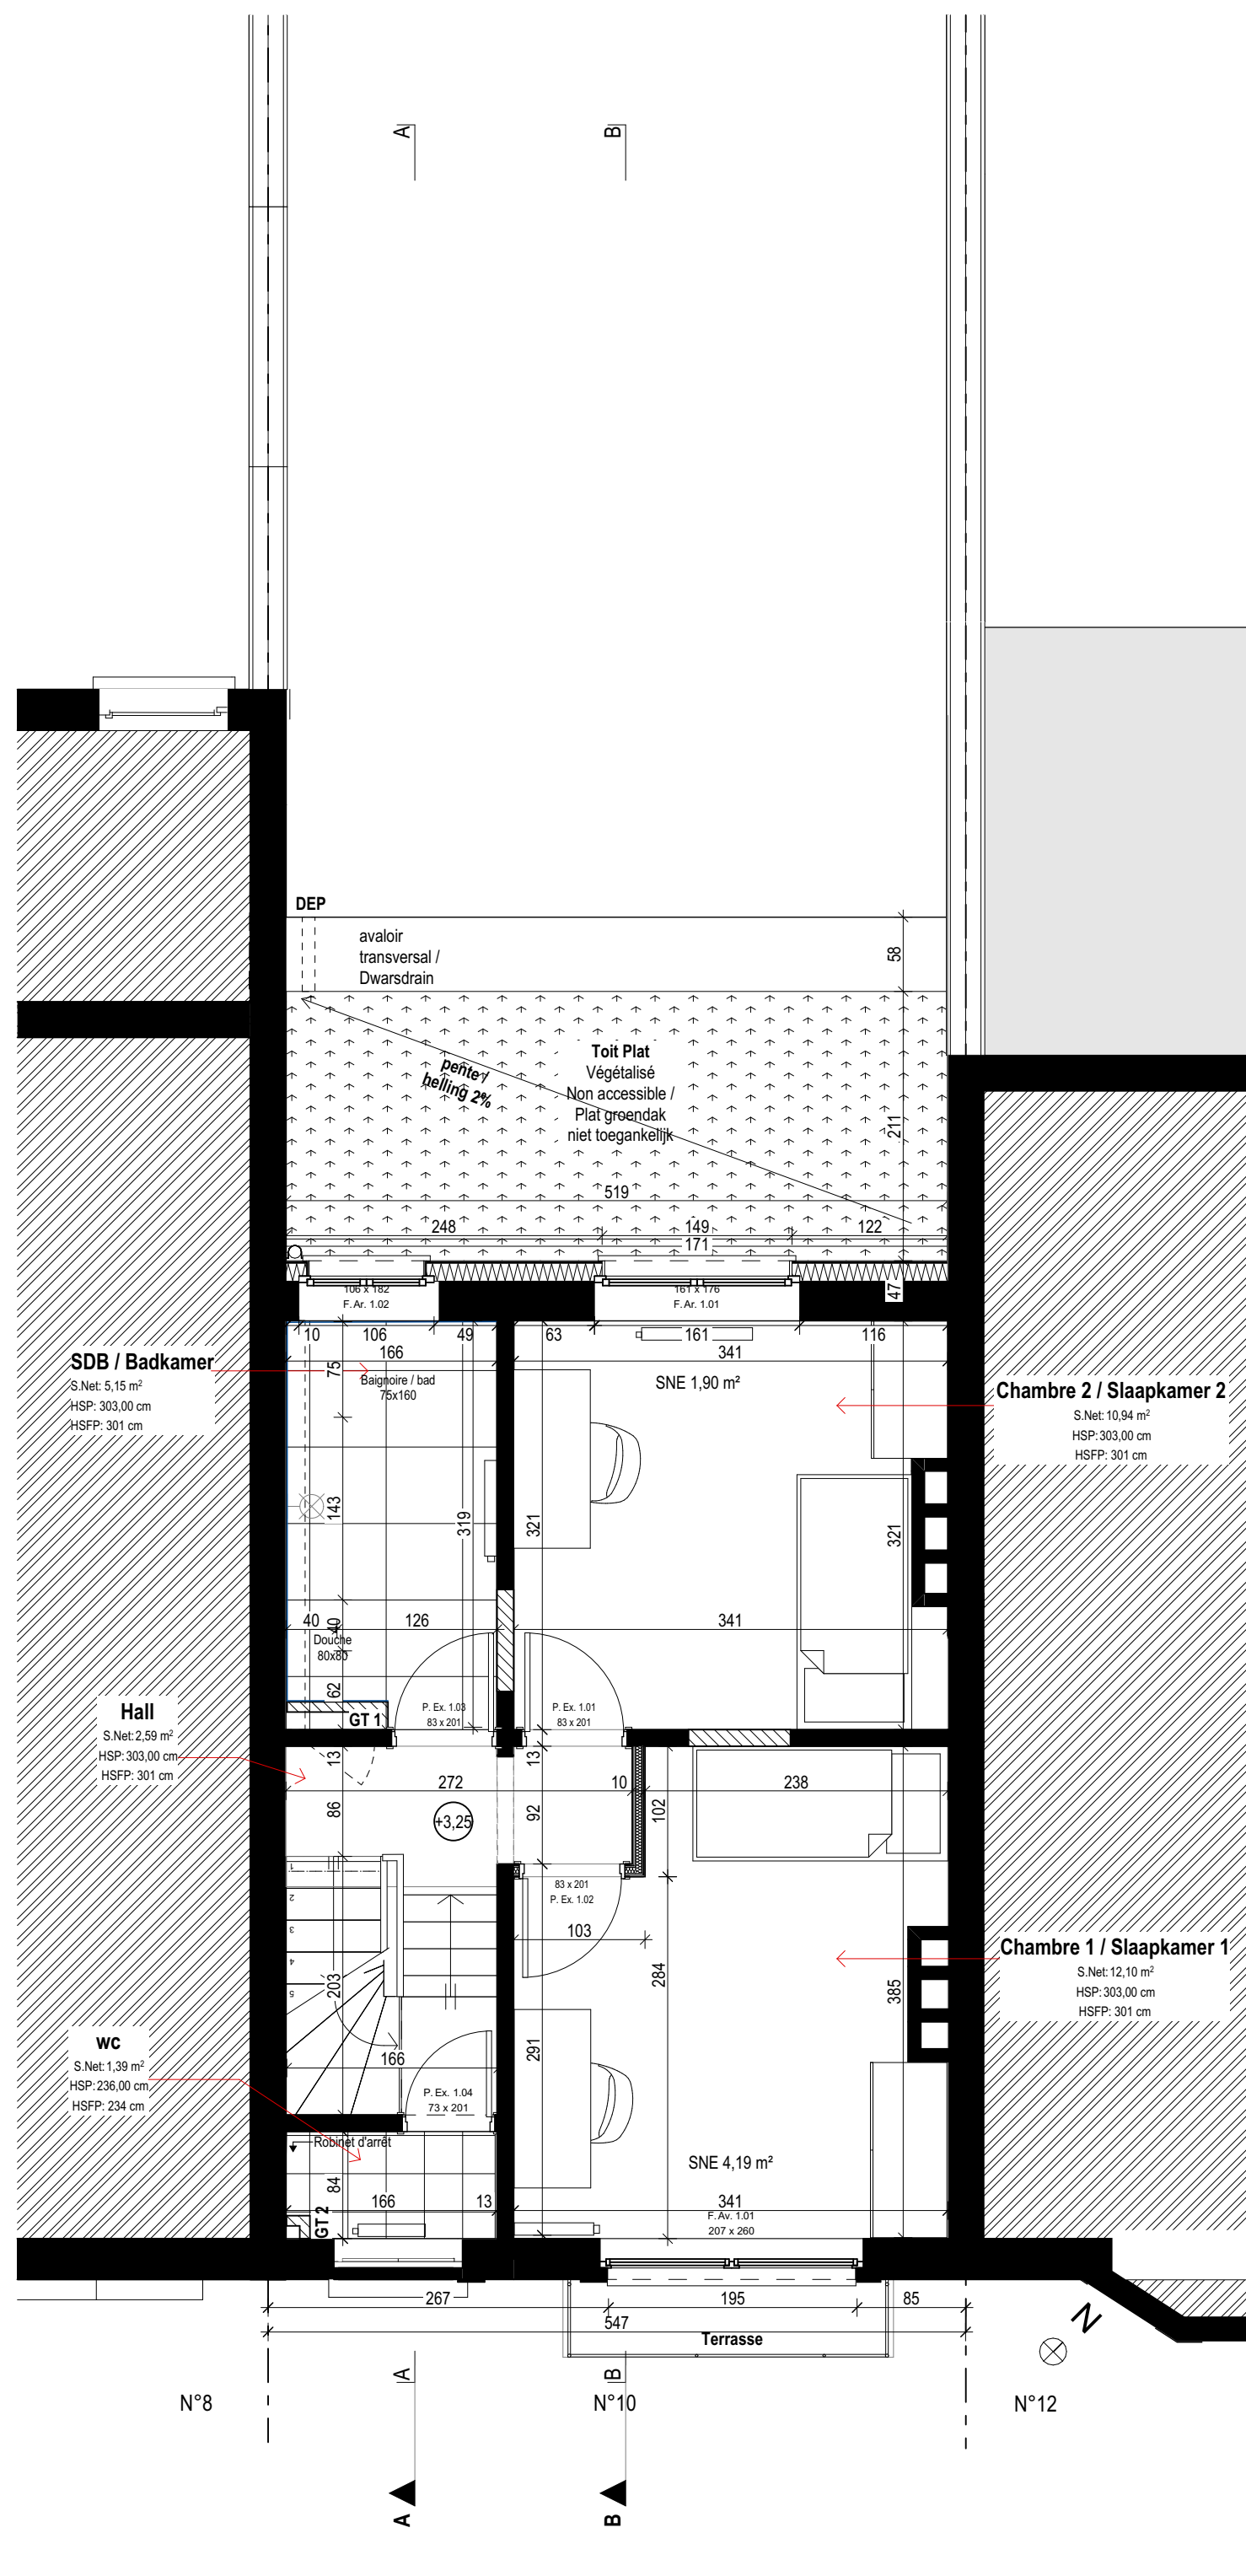 A
B
DEP
avaloir
transversal /
Dwarsdrain
58
Toit Plat
Végétalisé
Non accessible /
Plat groendak
niet toegankelijk
pente /
helling 2%
211
519
248
149
122
171
47
106 x 182
F. Ar. 1.02
161 x 176
F. Ar. 1.01
10
106
49
63
161
116
166
341
SDB / Badkamer
S.Net: 5,15 m²
HSP: 303,00 cm
HSFP: 301 cm
75
Baignoire / bad
75x160
SNE 1,90 m²
Chambre 2 / Slaapkamer 2
S.Net: 10,94 m²
HSP: 303,00 cm
HSFP: 301 cm
143
319
321
321
40
40
126
341
Douche
80x80
62
GT 1
P. Ex. 1.03
83 x 201
P. Ex. 1.01
83 x 201
Hall
S.Net: 2,59 m²
HSP: 303,00 cm
HSFP: 301 cm
13
13
272
10
238
86
+3,25
92
102
1
2
3
4
5
83 x 201
P. Ex. 1.02
103
203
284
385
Chambre 1 / Slaapkamer 1
S.Net: 12,10 m²
HSP: 303,00 cm
HSFP: 301 cm
wc
S.Net: 1,39 m²
HSP: 236,00 cm
HSFP: 234 cm
166
291
P. Ex. 1.04
73 x 201
Robinet d'arrêt
SNE 4,19 m²
84
166
13
341
GT 2
F. Av. 1.01
207 x 260
267
195
85
547
Terrasse
N
A
B
N°8
N°10
N°12
A
B